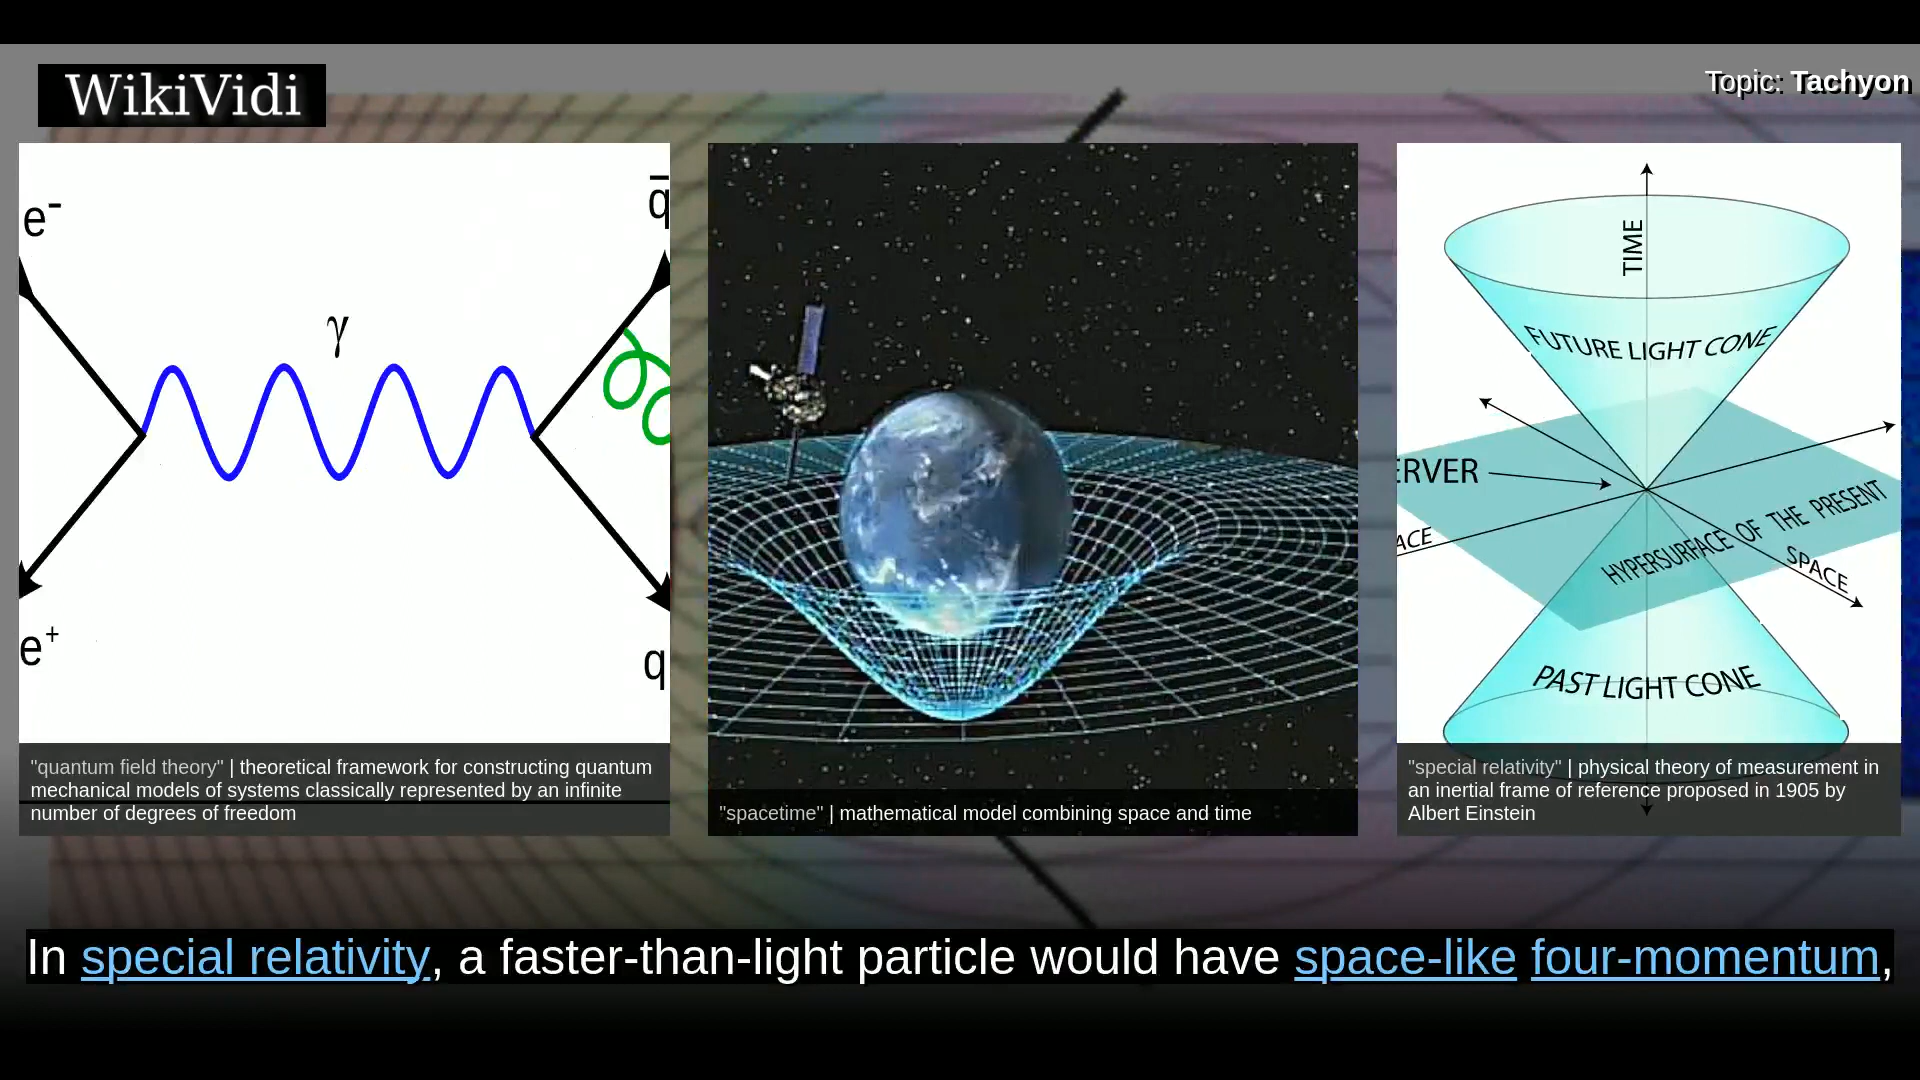 WikiVidi
Topic: Tachyon
e-
q̄
γ
e+
q
"quantum field theory" | theoretical framework for constructing quantum
mechanical models of systems classically represented by an infinite
number of degrees of freedom
"spacetime" | mathematical model combining space and time
TIME
FUTURE LIGHT CONE
ERVER
ACE
HYPERSURFACE OF THE PRESENT
SPACE
PAST LIGHT CONE
"special relativity" | physical theory of measurement in
an inertial frame of reference proposed in 1905 by
Albert Einstein
In special relativity, a faster-than-light particle would have space-like four-momentum,